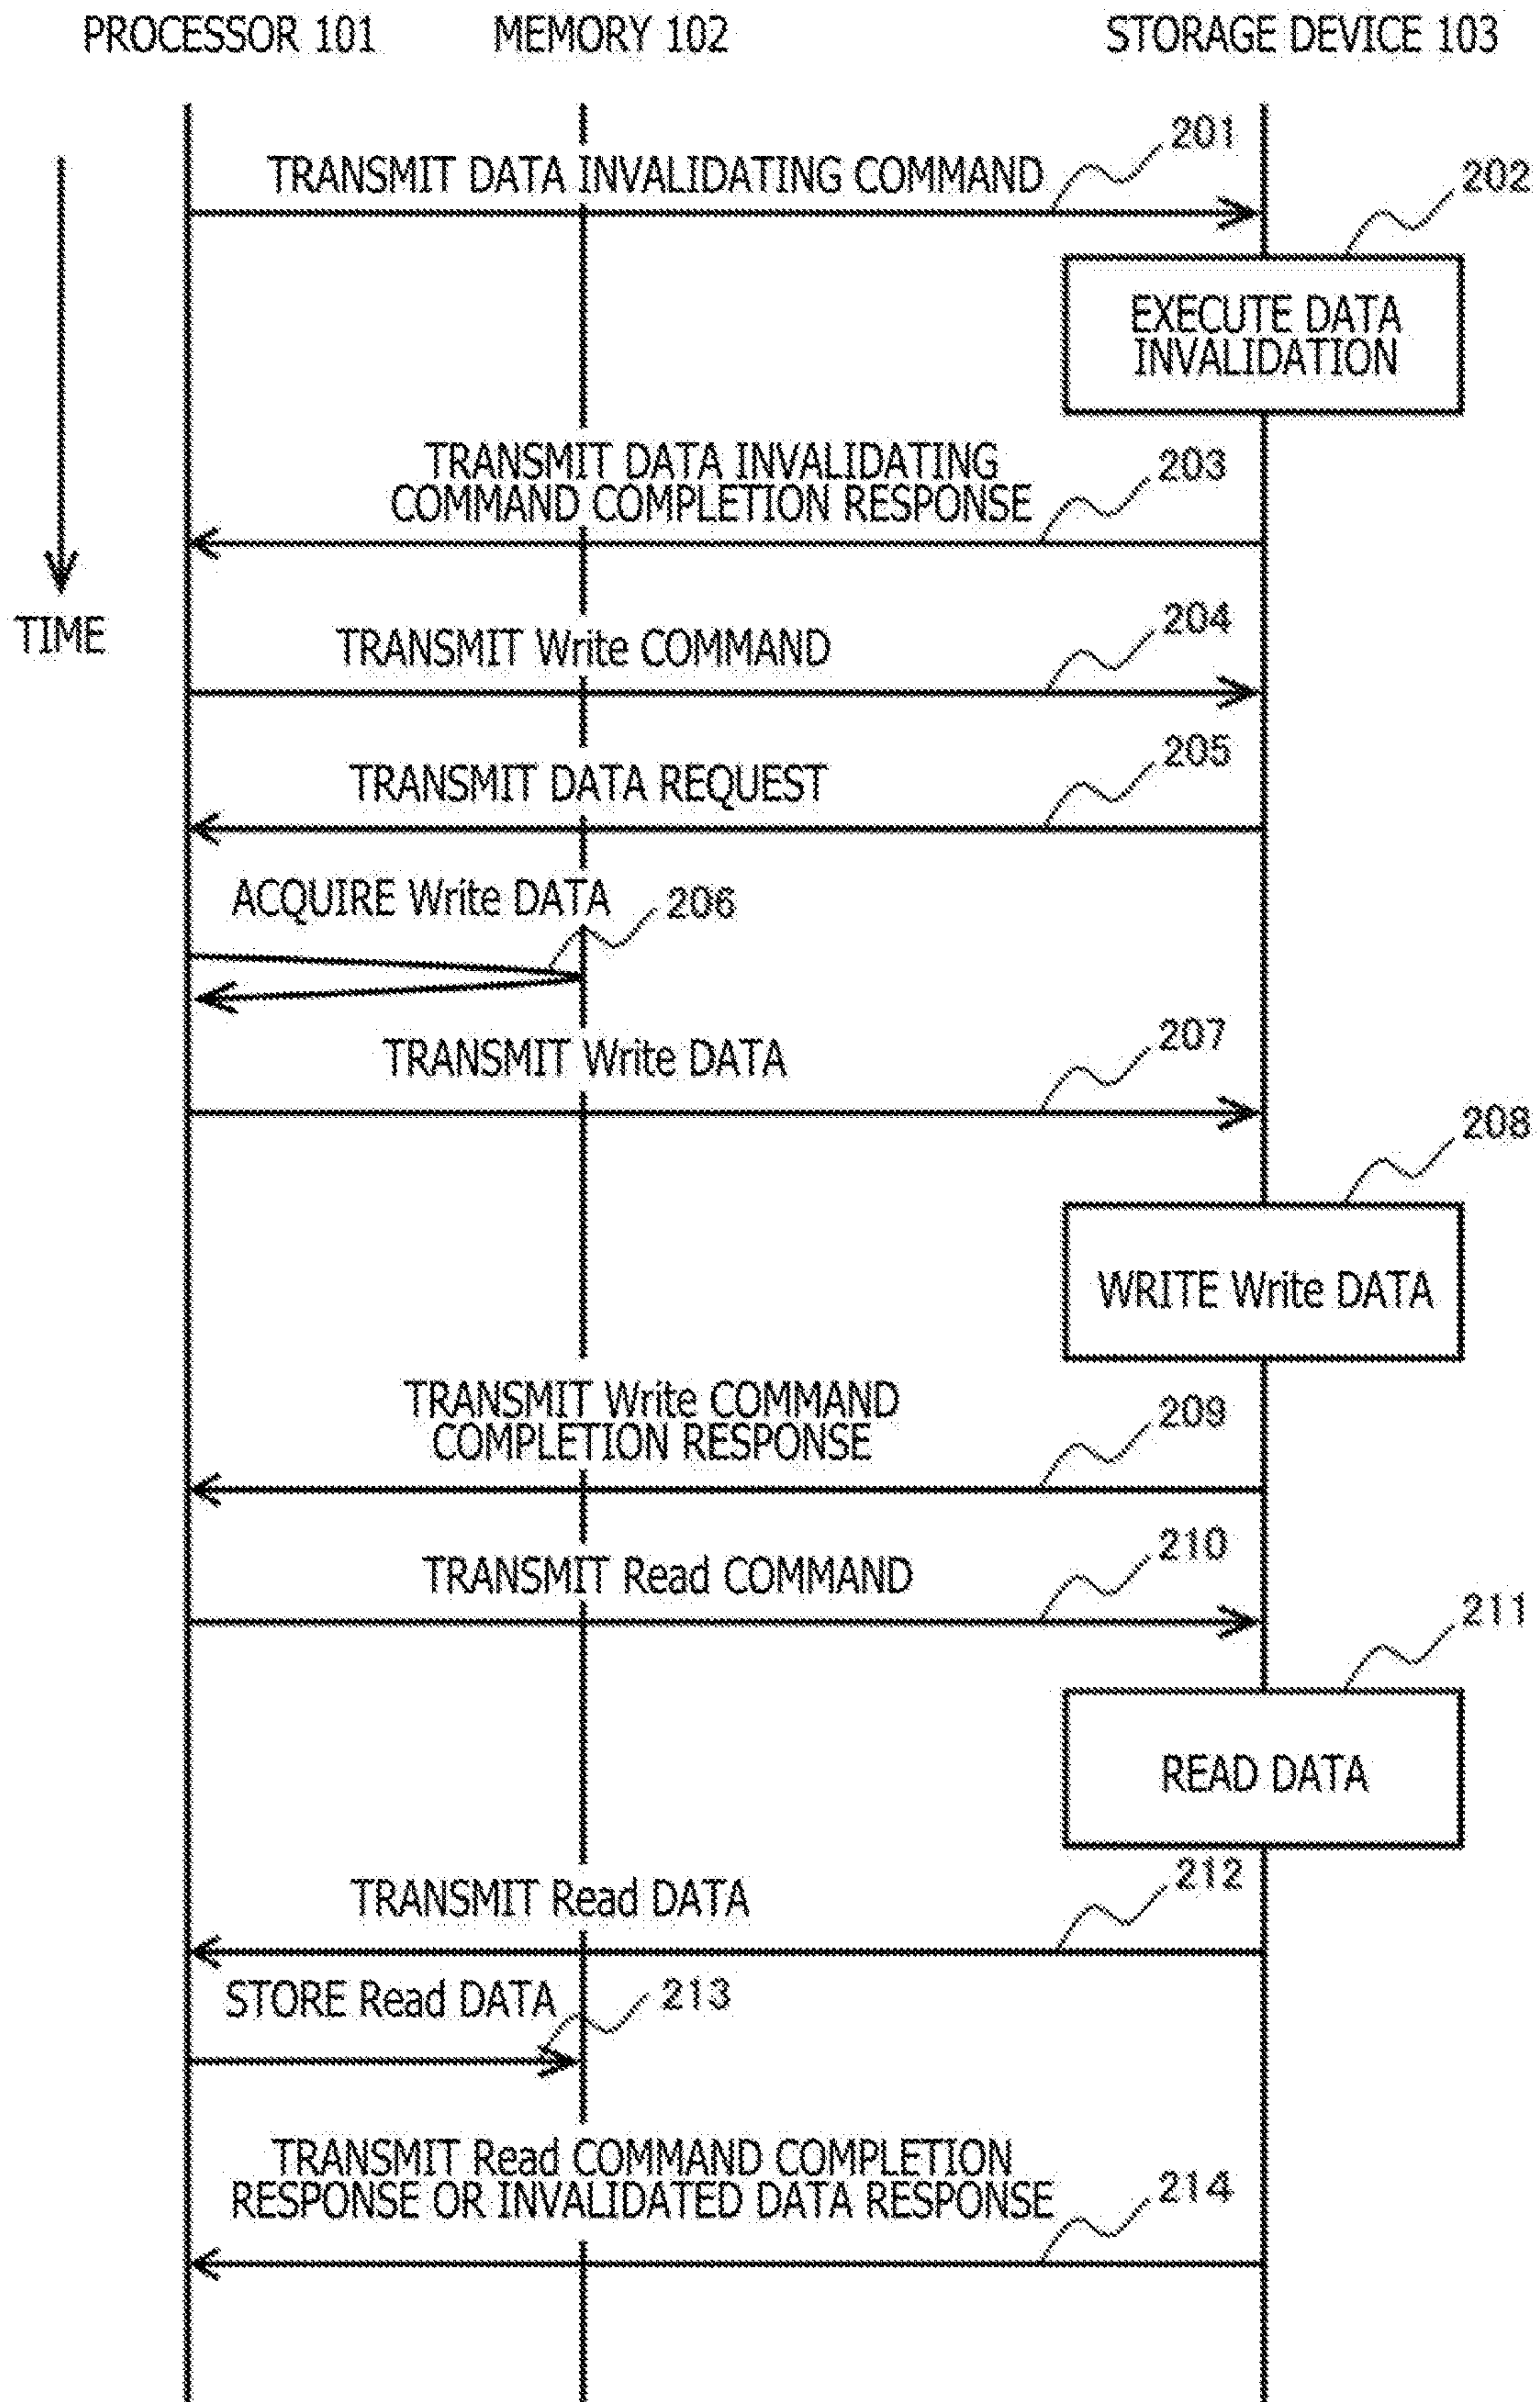 PROCESSOR 101
MEMORY 102
STORAGE DEVICE 103
TRANSMIT DATA INVALIDATING COMMAND
201
202
EXECUTE DATA
INVALIDATION
TRANSMIT DATA INVALIDATING
COMMAND COMPLETION RESPONSE
203
TIME
TRANSMIT Write COMMAND
204
TRANSMIT DATA REQUEST
205
ACQUIRE Write DATA
206
TRANSMIT Write DATA
207
208
WRITE Write DATA
TRANSMIT Write COMMAND
COMPLETION RESPONSE
209
TRANSMIT Read COMMAND
210
211
READ DATA
TRANSMIT Read DATA
212
STORE Read DATA
213
TRANSMIT Read COMMAND COMPLETION
RESPONSE OR INVALIDATED DATA RESPONSE
214